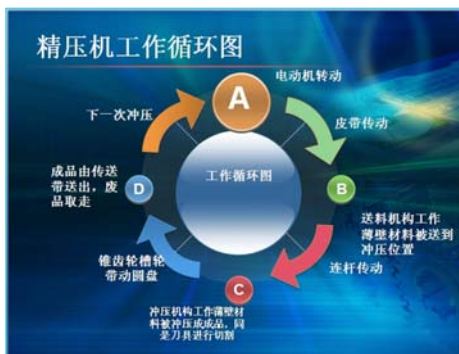 精压机工作循环图
A
电动机转动
皮带传动
B
送料机构工作
薄壁材料被送到
冲压位置
连杆传动
C
冲压机构工作薄壁材
料被冲压成成品，同
是刀具进行切割
锥齿轮槽轮
带动圆盘
D
成品由传送
带送出，废
品取走
下一次冲压
工作循环图